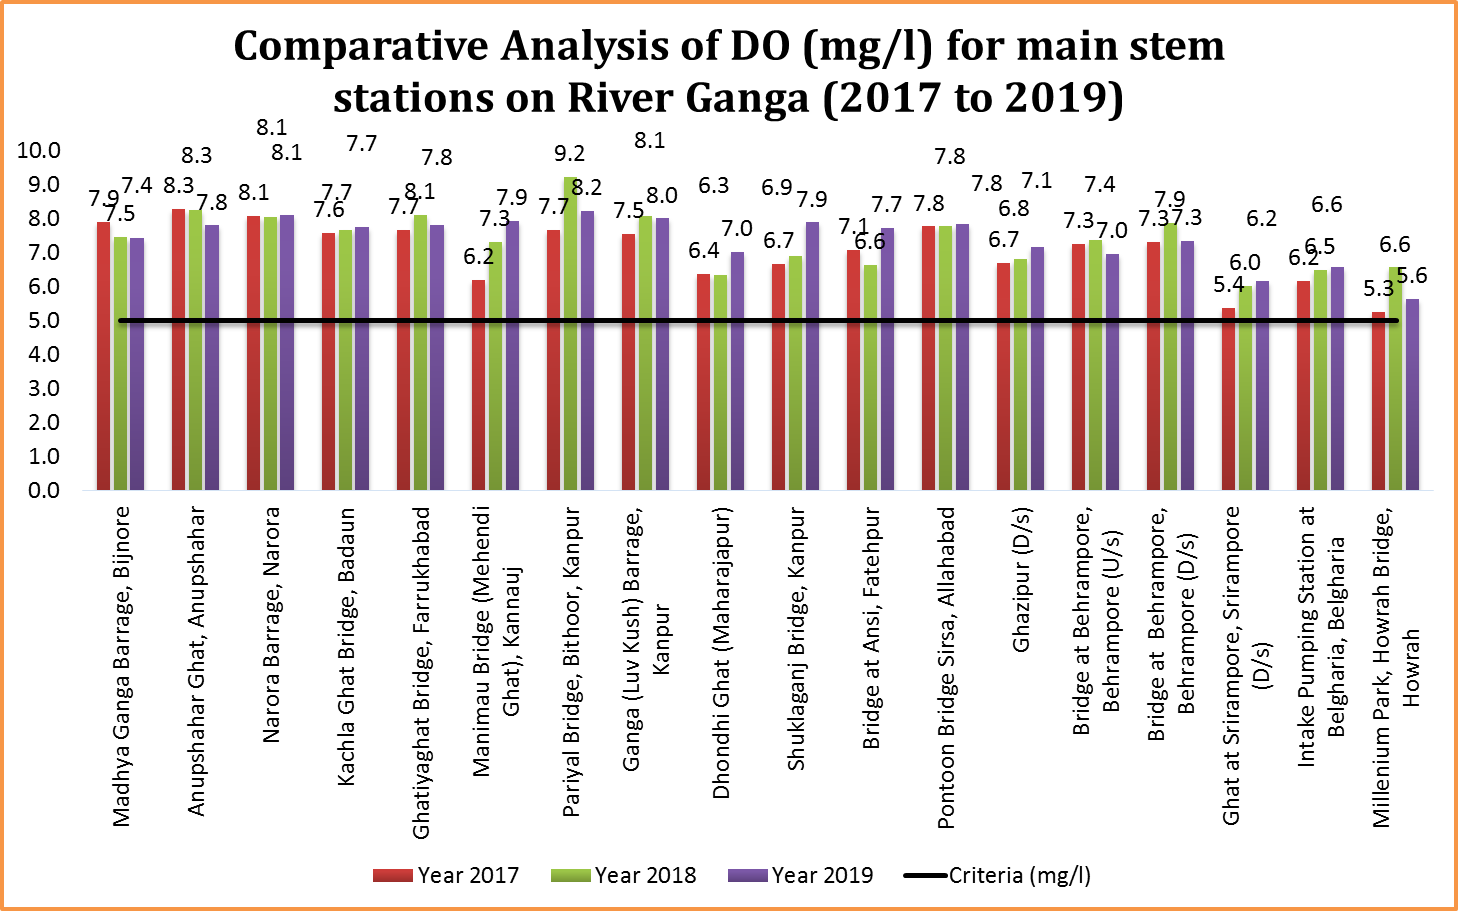 Comparative Analysis of DO (mg/l) for main stem
stations on River Ganga (2017 to 2019)
10.0
9.0
8.0
7.0
6.0
5.0
4.0
3.0
2.0
1.0
0.0
7.9 7.5 7.4
8.3 8.3 7.8
8.1 8.1 8.1
7.6 7.7 7.7
7.7 8.1 7.8
6.2 7.3 7.9
7.7 9.2 8.2
7.5 8.1 8.0
6.4 6.3 7.0
6.7 6.9 7.9
7.1 6.6 7.7
7.8 7.8 7.8
6.7 6.8 7.1
7.3 7.4 7.0
7.3 7.9 7.3
5.4 6.0 6.2
6.2 6.5 6.6
5.3 6.6 5.6
Madhya Ganga Barrage, Bijnore
Anupshahar Ghat, Anupshahar
Narora Barrage, Narora
Kachla Ghat Bridge, Badaun
Ghatiyaghat Bridge, Farrukhabad
Manimau Bridge (Mehendi
Ghat), Kannauj
Pariyal Bridge, Bithoor, Kanpur
Ganga (Luv Kush) Barrage,
Kanpur
Dhondhi Ghat (Maharajapur)
Shuklaganj Bridge, Kanpur
Bridge at Ansi, Fatehpur
Pontoon Bridge Sirsa, Allahabad
Ghazipur (D/s)
Bridge at Behrampore,
Behrampore (U/s)
Bridge at Behrampore,
Behrampore (D/s)
Ghat at Srirampore, Srirampore
(D/s)
Intake Pumping Station at
Belgharia, Belgharia
Millenium Park, Howrah Bridge,
Howrah
Year 2017
Year 2018
Year 2019
Criteria (mg/l)